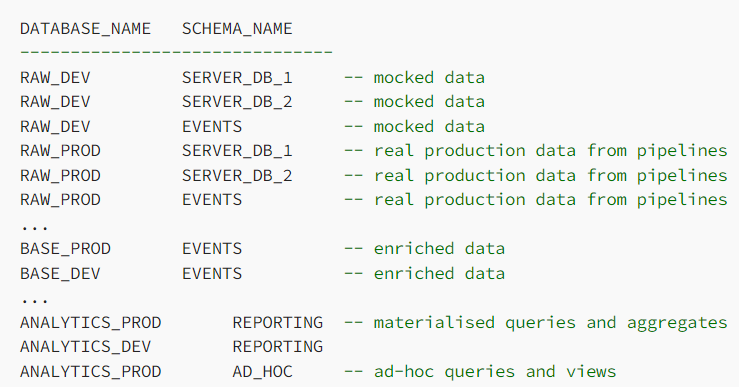 DATABASE_NAME   SCHEMA_NAME
-------------------------------
RAW_DEV         SERVER_DB_1     -- mocked data
RAW_DEV         SERVER_DB_2     -- mocked data
RAW_DEV         EVENTS          -- mocked data
RAW_PROD        SERVER_DB_1     -- real production data from pipelines
RAW_PROD        SERVER_DB_2     -- real production data from pipelines
RAW_PROD        EVENTS          -- real production data from pipelines
...
BASE_PROD       EVENTS          -- enriched data
BASE_DEV        EVENTS          -- enriched data
...
ANALYTICS_PROD       REPORTING  -- materialised queries and aggregates
ANALYTICS_DEV        REPORTING
ANALYTICS_PROD       AD_HOC     -- ad-hoc queries and views